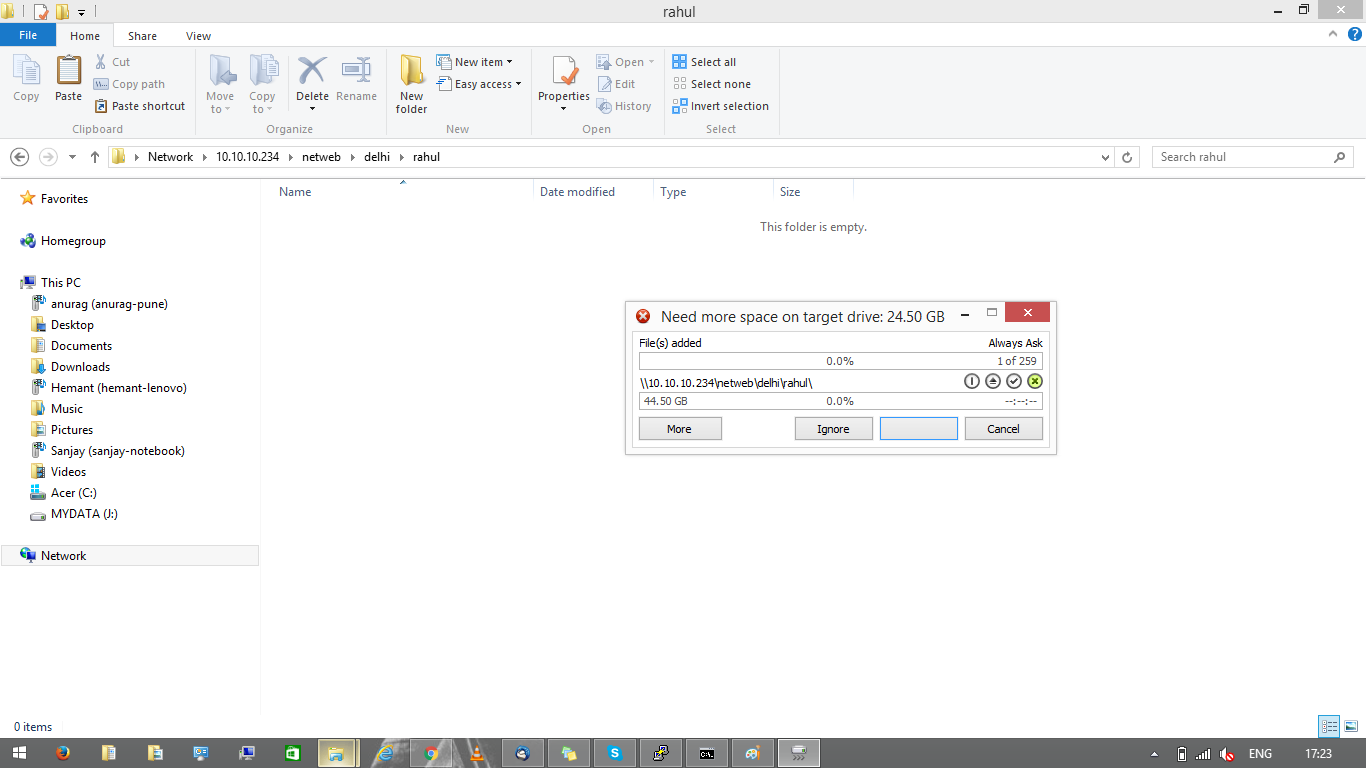 rahul
File Home Share View
Copy Paste Cut Copy path Paste shortcut Move to Copy to Delete Rename New folder New item Easy access Properties Open Edit History Select all Select none Invert selection
Clipboard Organize New Open Select
Network 10.10.10.234 netweb delhi rahul Search rahul
Name Date modified Type Size
This folder is empty.
Favorites
Homegroup
This PC
anurag (anurag-pune)
Desktop
Documents
Downloads
Hemant (hemant-lenovo)
Music
Pictures
Sanjay (sanjay-notebook)
Videos
Acer (C:)
MYDATA (J:)
Network
Need more space on target drive: 24.50 GB
File(s) added Always Ask
0.0% 1 of 259
\\10.10.10.234\netweb\delhi\rahul\
44.50 GB 0.0% --:--:--
More Ignore Cancel
0 items
ENG 17:23